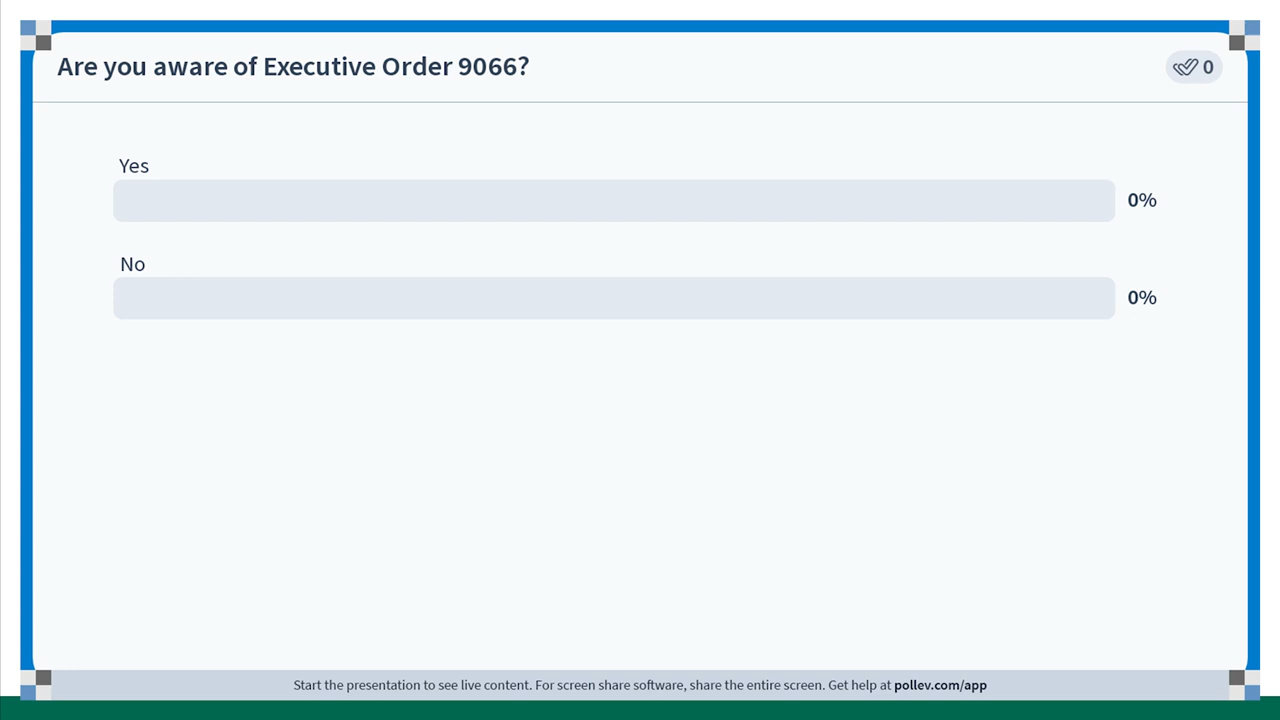 Are you aware of Executive Order 9066?
0
Yes
0%
No
0%
Start the presentation to see live content. For screen share software, share the entire screen. Get help at pollev.com/app